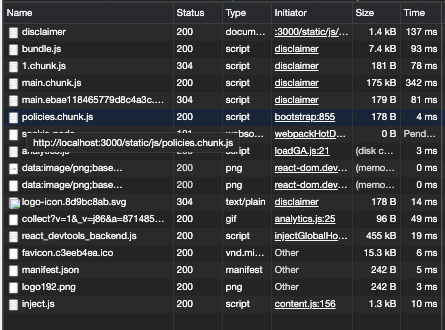 Name Status Type Initiator Size Time
disclaimer 200 docum... :3000/static/js/... 1.4 kB 137 ms
bundle.js 200 script disclaimer 7.4 kB 93 ms
1.chunk.js 304 script disclaimer 181 B 78 ms
main.chunk.js 200 script disclaimer 175 kB 342 ms
main.ebae118465779d8c4a3c.... 304 script disclaimer 179 B 81 ms
policies.chunk.js 200 script bootstrap:855 178 B 4 ms
101 webso... webpackHotD... 0 B Pend...
http://localhost:3000/static/js/policies.chunk.js
analytics.js 200 script loadGA.js:21 (disk c... 3 ms
data:image/png;base... 200 png react-dom.dev... (memo... 0 ms
data:image/png;base... 200 png react-dom.dev... (memo... 0 ms
logo-icon.8d9bc8ab.svg 304 text/plain disclaimer 178 B 14 ms
collect?v=1&_v=j86&a=871485... 200 gif analytics.js:25 96 B 49 ms
react_devtools_backend.js 200 script injectGlobalHo... 455 kB 19 ms
favicon.c3eeb4ea.ico 200 vnd.mi... Other 15.3 kB 6 ms
manifest.json 200 manifest Other 242 B 5 ms
logo192.png 200 png Other 242 B 3 ms
inject.js 200 script content.js:156 1.3 kB 10 ms